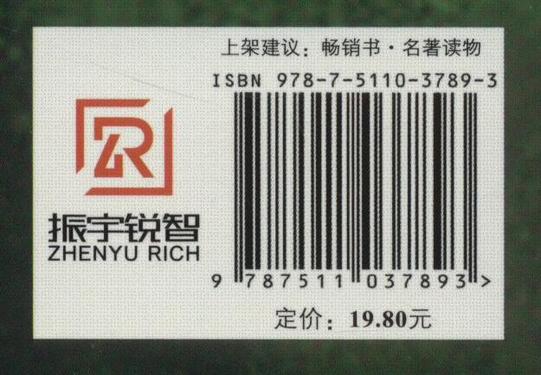 上架建议：畅销书·名著读物
ISBN 978-7-5110-3789-3
ZR
振宇锐智
ZHENYU RICH
9 787511 037893 >
定价：19.80元